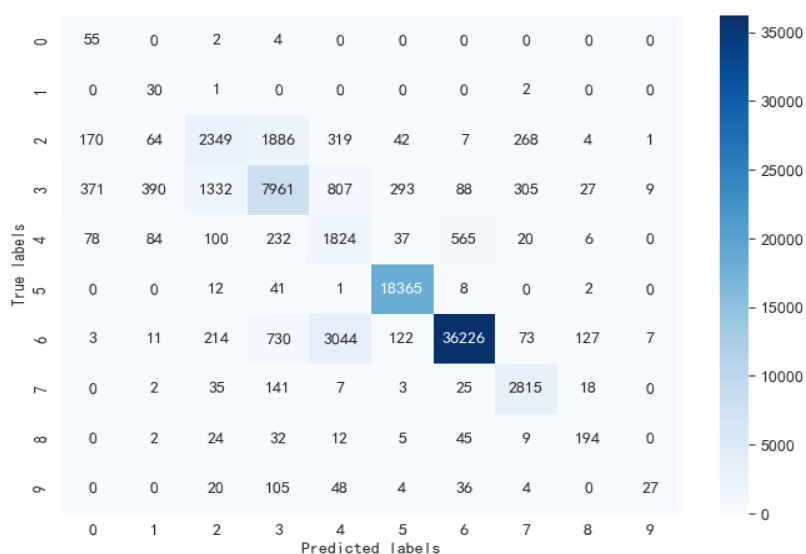 0 55 0 2 4 0 0 0 0 0 0
1 0 30 1 0 0 0 0 2 0 0
2 170 64 2349 1886 319 42 7 268 4 1
3 371 390 1332 7961 807 293 88 305 27 9
4 78 84 100 232 1824 37 565 20 6 0
5 0 0 12 41 1 18365 8 0 2 0
6 3 11 214 730 3044 122 36226 73 127 7
7 0 2 35 141 7 3 25 2815 18 0
8 0 2 24 32 12 5 45 9 194 0
9 0 0 20 105 48 4 36 4 0 27
0 1 2 3 4 5 6 7 8 9
True labels
Predicted labels
35000
30000
25000
20000
15000
10000
5000
0